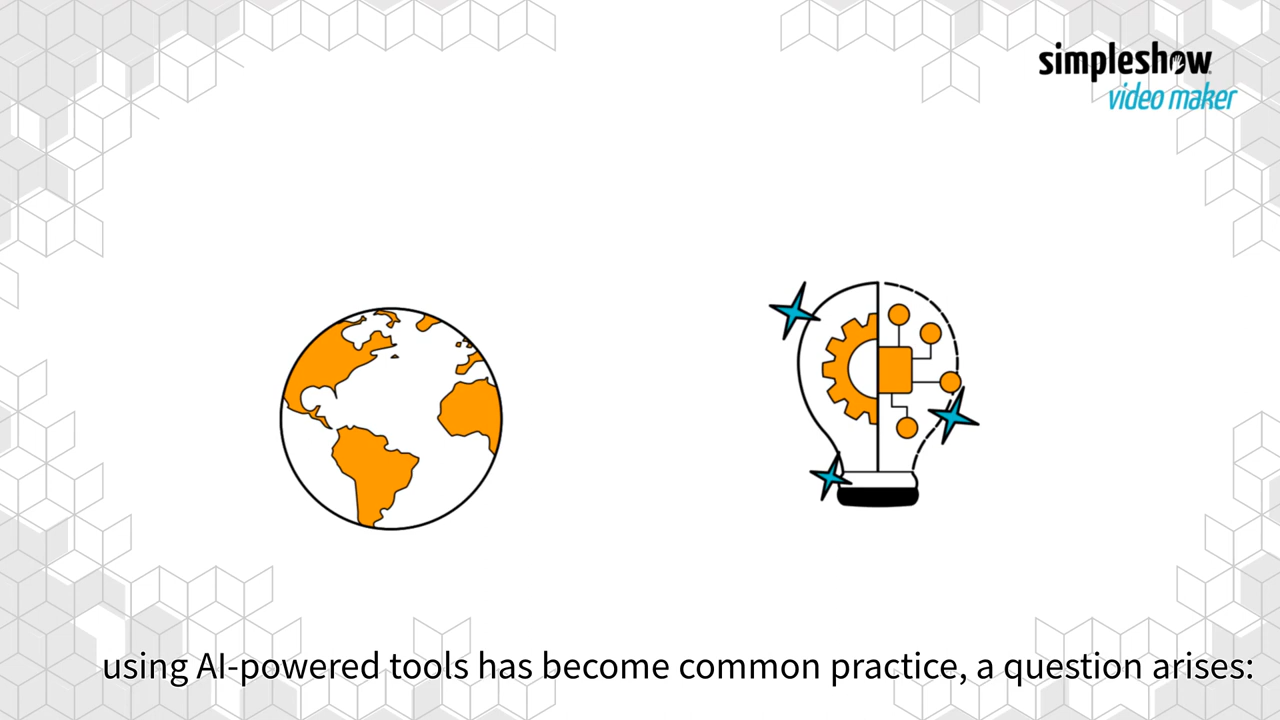 simpleshow
video maker
using AI-powered tools has become common practice, a question arises: